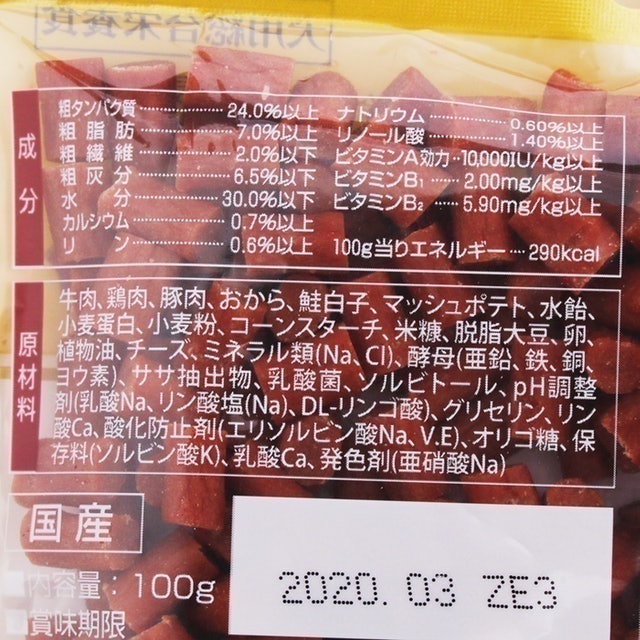 犬用総合栄養食
成分
粗タンパク質 24.0%以上
粗脂肪 7.0%以上
粗繊維 2.0%以下
粗灰分 6.5%以下
水分 30.0%以下
カルシウム 0.7%以上
リン 0.6%以上
ナトリウム 0.60%以上
リノール酸 1.40%以上
ビタミンA効力 10,000IU/kg以上
ビタミンB₁ 2.00mg/kg以上
ビタミンB₂ 5.90mg/kg以上
100g当りエネルギー 290kcal
原材料
牛肉、鶏肉、豚肉、おから、鮭白子、マッシュポテト、水飴、
小麦蛋白、小麦粉、コーンスターチ、米糠、脱脂大豆、卵、
植物油、チーズ、ミネラル類(Na、Cl)、酵母(亜鉛、鉄、銅、
ヨウ素)、ササ抽出物、乳酸菌、ソルビトール、pH調整
剤(乳酸Na、リン酸塩(Na)、DL-リンゴ酸)、グリセリン、リン
酸Ca、酸化防止剤(エリソルビン酸Na、V.E)、オリゴ糖、保
存料(ソルビン酸K)、乳酸Ca、発色剤(亜硝酸Na)
国産
■内容量：100g
■賞味期限
2020. 03 ZE3